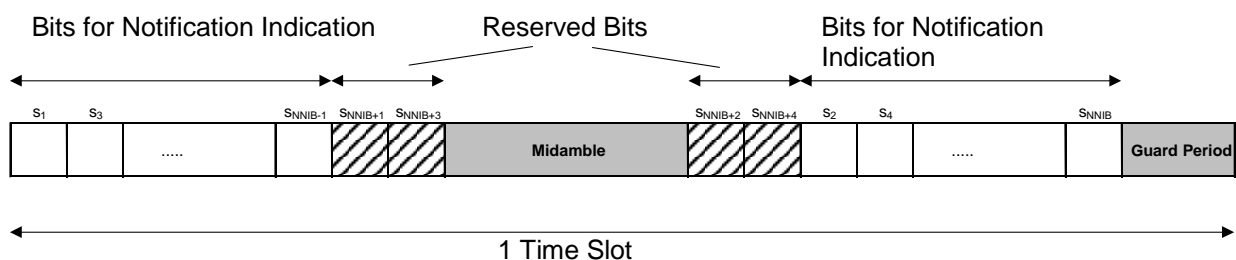 Bits for Notification Indication Reserved Bits Bits for Notification
Indication
s1 s3 sNNIB-1 sNNIB+1 sNNIB+3 sNNIB+2 sNNIB+4 s2 s4 sNNIB
..... Midamble ..... Guard Period
1 Time Slot